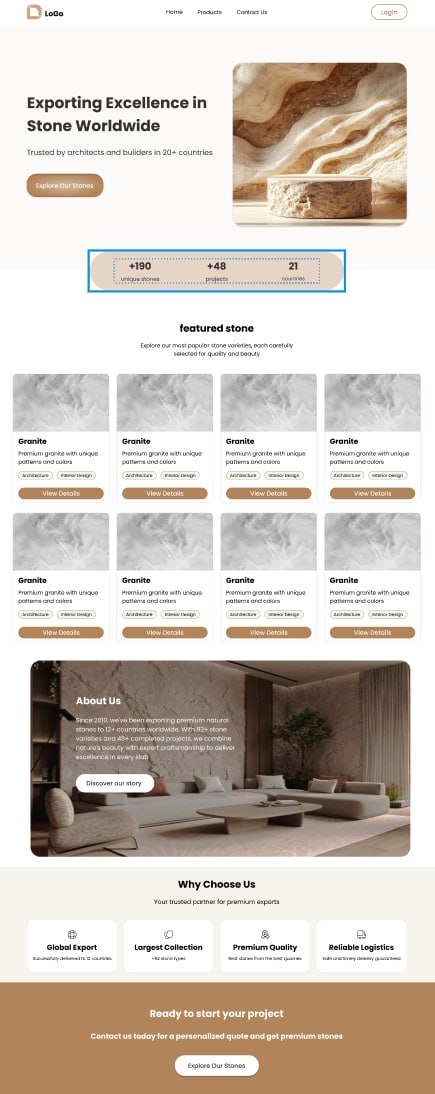 LoGo
Home Products Contact Us
Login
Exporting Excellence in
Stone Worldwide
Trusted by architects and builders in 20+ countries
Explore Our Stones
+190 +48 21
unique stones projects countries
featured stone
Explore our most popular stone varieties, each carefully
selected for quality and beauty
Granite Granite Granite Granite
Premium granite with unique Premium granite with unique Premium granite with unique Premium granite with unique
patterns and colors patterns and colors patterns and colors patterns and colors
Architecture Interior Design Architecture Interior Design Architecture Interior Design Architecture Interior Design
View Details View Details View Details View Details
Granite Granite Granite Granite
Premium granite with unique Premium granite with unique Premium granite with unique Premium granite with unique
patterns and colors patterns and colors patterns and colors patterns and colors
Architecture Interior Design Architecture Interior Design Architecture Interior Design Architecture Interior Design
View Details View Details View Details View Details
About Us
Since 2010, we've been exporting premium natural
stones to 12+ countries worldwide. With 92+ stone
varieties and 48+ completed projects, we combine
nature's beauty with expert craftsmanship to deliver
excellence in every slab
Discover our story
Why Choose Us
Your trusted partner for premium exports
Global Export Largest Collection Premium Quality Reliable Logistics
Successfully delivered to 12 countries +92 stone types Best stones from the best quarries Safe and timely delivery guaranteed
Ready to start your project
Contact us today for a personalized quote and get premium stones
Explore Our Stones